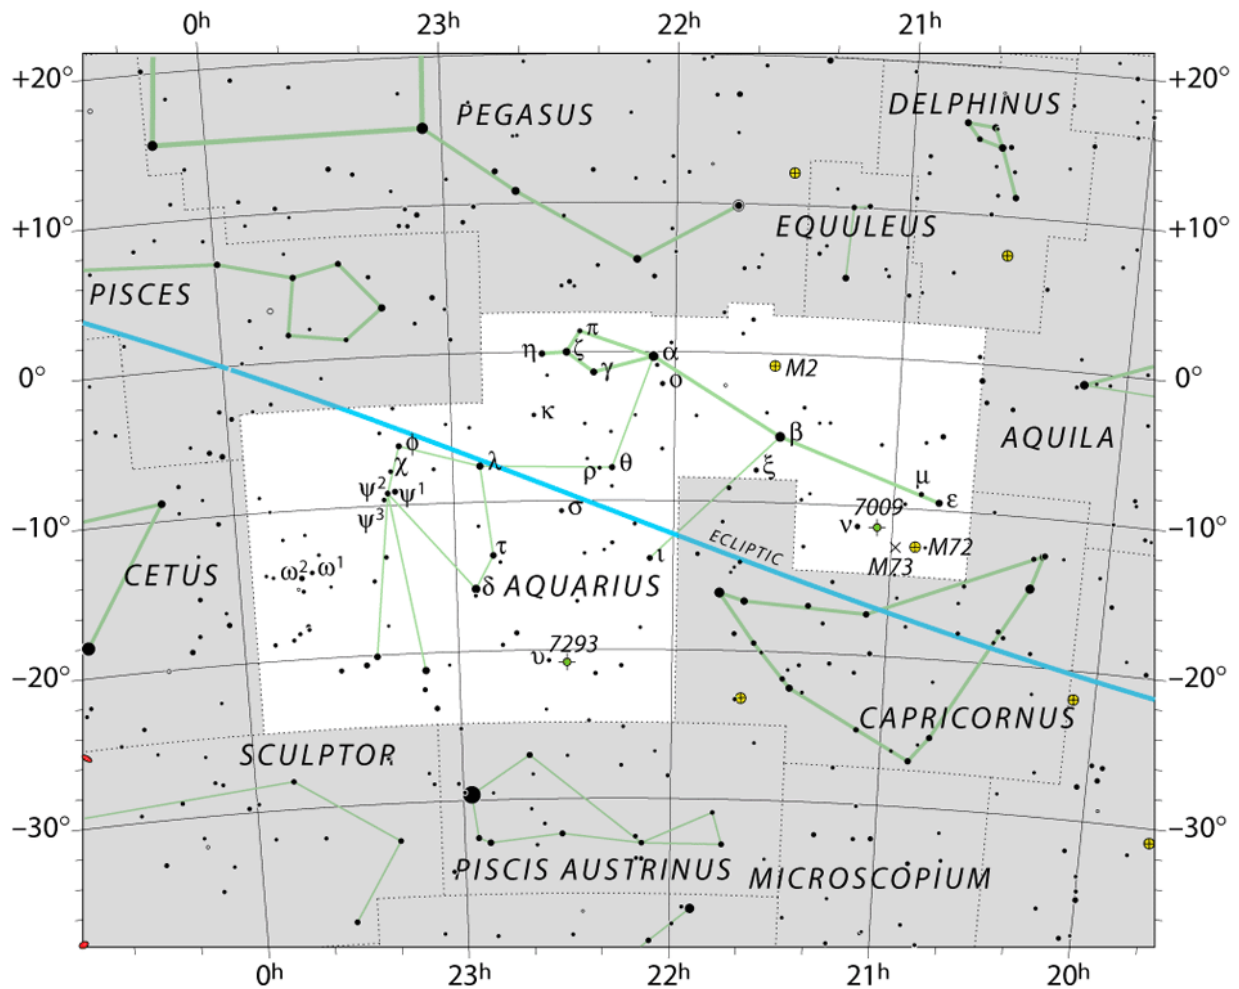 0h 23h 22h 21h
+20° +20°
PEGASUS DELPHINUS
+10° EQUULEUS +10°
PISCES
π
η ζ α
γ ο M2
0° 0°
κ
φ β AQUILA
χ λ ρ θ ξ
ψ² ψ¹ μ ε
ψ³ σ ν 7009
-10° ECLIPTIC -10°
τ ι M72
CETUS ω² ω¹ M73
δ AQUARIUS
7293
υ
-20° -20°
CAPRICORNUS
SCULPTOR
-30° -30°
PISCIS AUSTRINUS MICROSCOPIUM
0h 23h 22h 21h 20h